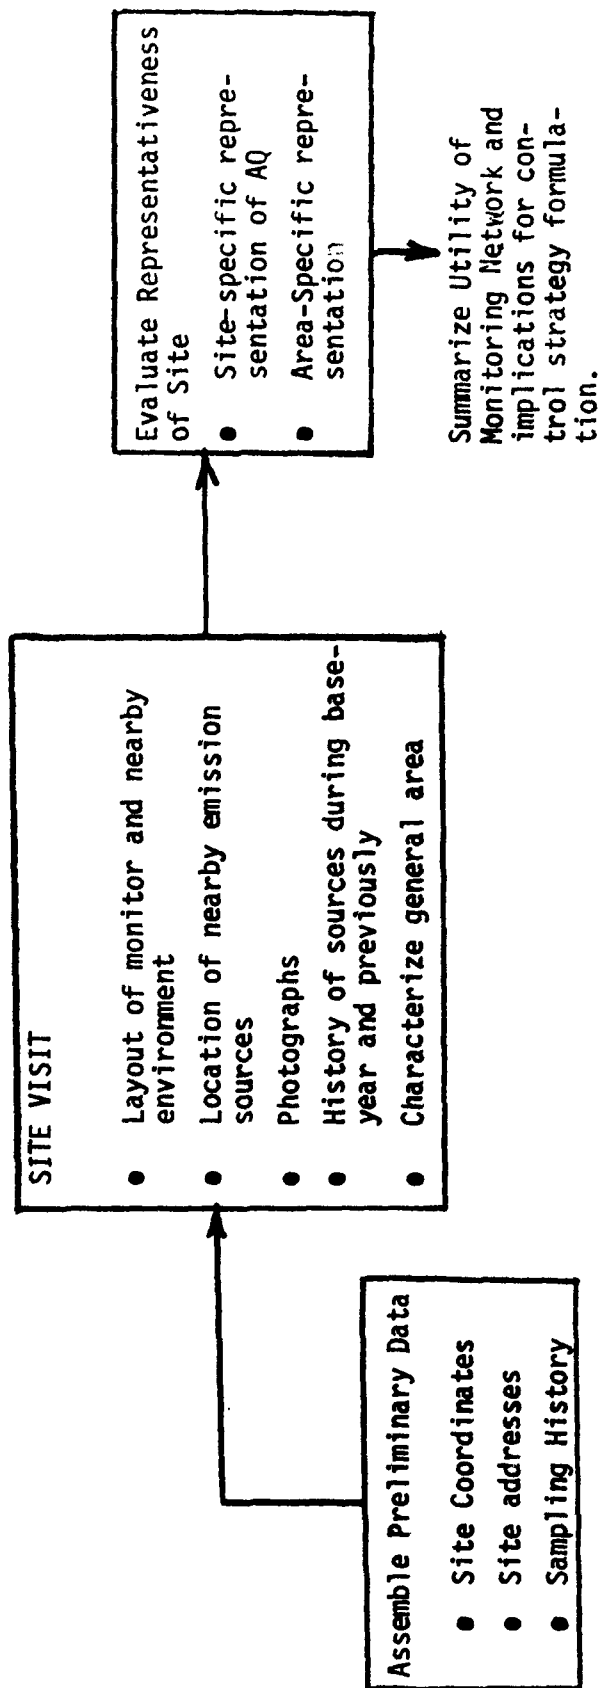 Assemble Preliminary Data
● Site Coordinates
● Site addresses
● Sampling History
SITE VISIT
● Layout of monitor and nearby
environment
● Location of nearby emission
sources
● Photographs
● History of sources during base-
year and previously
● Characterize general area
Evaluate Representativeness
of Site
● Site-specific repre-
sentation of AQ
● Area-Specific repre-
sentation
Summarize Utility of
Monitoring Network and
implications for con-
trol strategy formula-
tion.